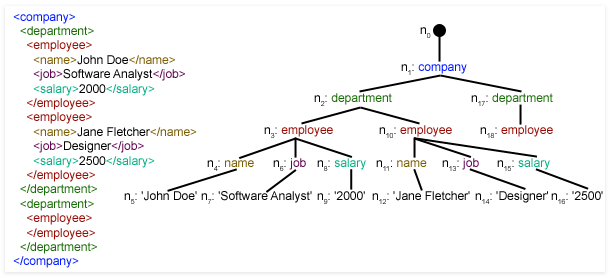 <company>
<department>
<employee>
<name>John Doe</name>
<job>Software Analyst</job>
<salary>2000</salary>
</employee>
<employee>
<name>Jane Fletcher</name>
<job>Designer</job>
<salary>2500</salary>
</employee>
</department>
<department>
<employee>
</employee>
</department>
</company>
n0
n1: company
n2: department n17: department
n3: employee n10: employee n18: employee
n4: name n6: job n8: salary n11: name n13: job n15: salary
n5: 'John Doe' n7: 'Software Analyst' n9: '2000' n12: 'Jane Fletcher' n14: 'Designer' n16: '2500'